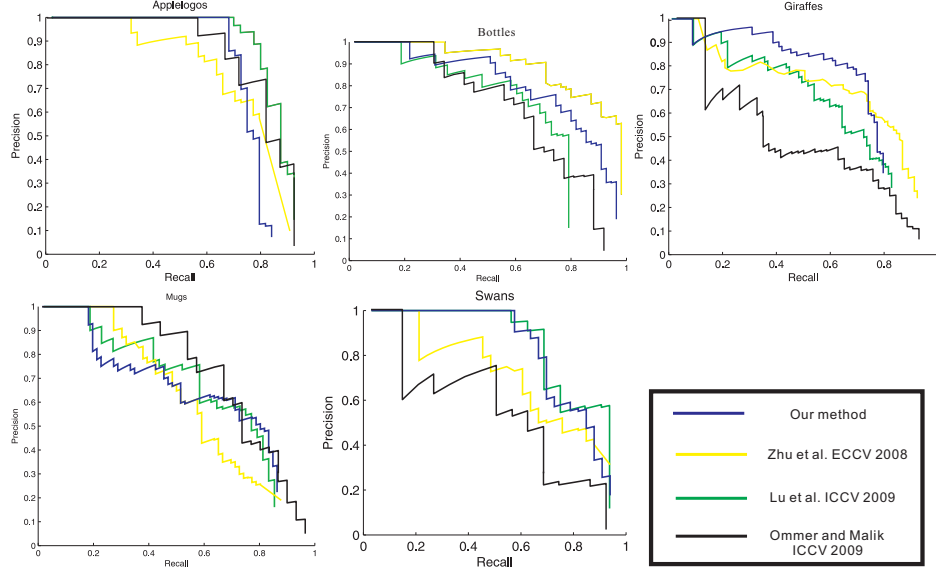 Applelogos
Precision
1
0.9
0.8
0.7
0.6
0.5
0.4
0.3
0.2
0.1
0
0 0.2 0.4 0.6 0.8 1
Recall
Bottles
Precision
1
0.9
0.8
0.7
0.6
0.5
0.4
0.3
0.2
0.1
0
0 0.2 0.4 0.6 0.8 1
Recall
Giraffes
Precision
1
0.9
0.8
0.7
0.6
0.5
0.4
0.3
0.2
0.1
0
0 0.2 0.4 0.6 0.8 1
Recall
Mugs
Precision
1
0.9
0.8
0.7
0.6
0.5
0.4
0.3
0.2
0.1
0
0 0.2 0.4 0.6 0.8 1
Recall
Swans
Precision
1
0.8
0.6
0.4
0.2
0
0 0.2 0.4 0.6 0.8 1
Recall
Our method
Zhu et al. ECCV 2008
Lu et al. ICCV 2009
Ommer and Malik
ICCV 2009